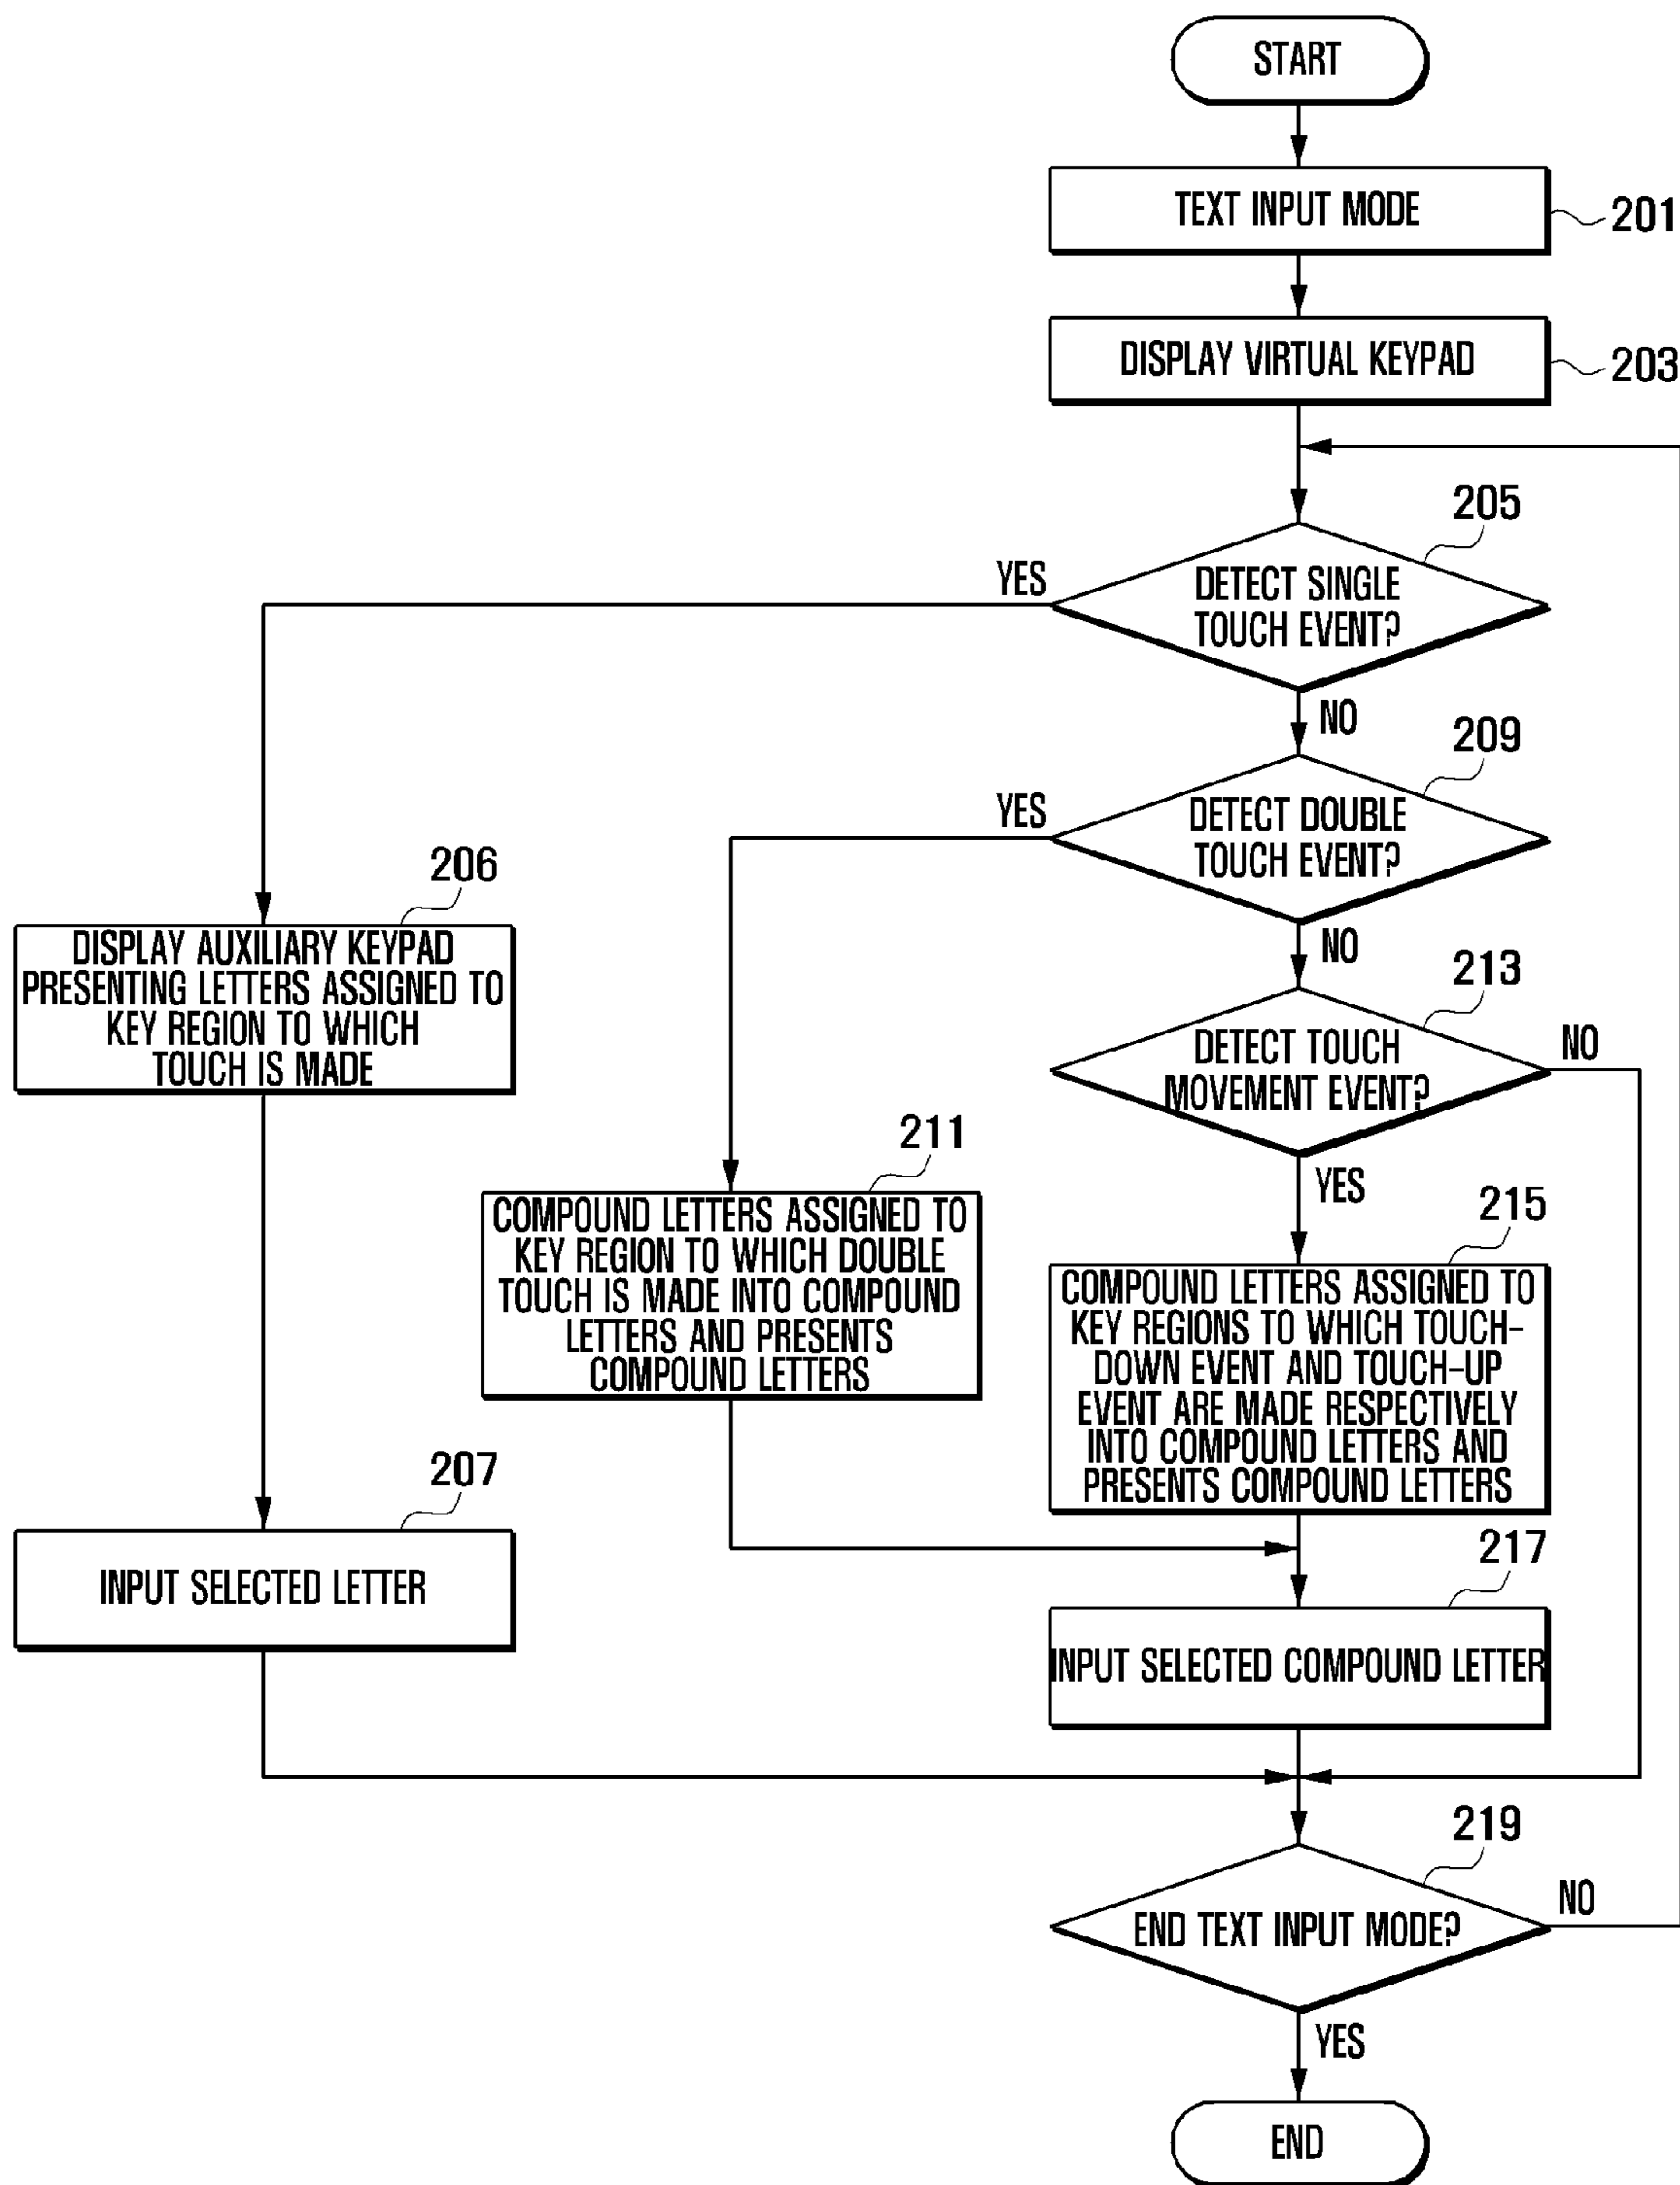 START
TEXT INPUT MODE
201
DISPLAY VIRTUAL KEYPAD
203
205
YES
DETECT SINGLE
TOUCH EVENT?
NO
209
YES
DETECT DOUBLE
TOUCH EVENT?
NO
206
DISPLAY AUXILIARY KEYPAD
PRESENTING LETTERS ASSIGNED TO
KEY REGION TO WHICH
TOUCH IS MADE
213
DETECT TOUCH
MOVEMENT EVENT?
NO
YES
211
COMPOUND LETTERS ASSIGNED TO
KEY REGION TO WHICH DOUBLE
TOUCH IS MADE INTO COMPOUND
LETTERS AND PRESENTS
COMPOUND LETTERS
215
COMPOUND LETTERS ASSIGNED TO
KEY REGIONS TO WHICH TOUCH-
DOWN EVENT AND TOUCH-UP
EVENT ARE MADE RESPECTIVELY
INTO COMPOUND LETTERS AND
PRESENTS COMPOUND LETTERS
207
INPUT SELECTED LETTER
217
INPUT SELECTED COMPOUND LETTER
219
END TEXT INPUT MODE?
NO
YES
END